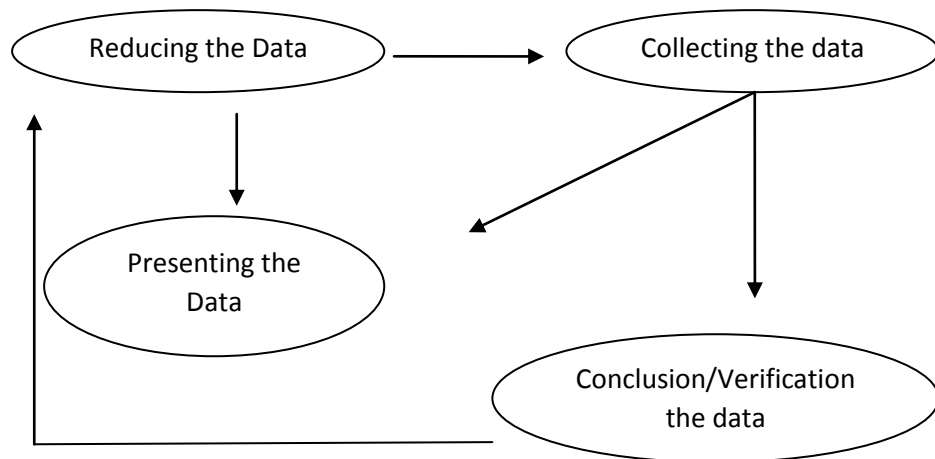 Reducing the Data
Collecting the data
Presenting the
Data
Conclusion/Verification
the data